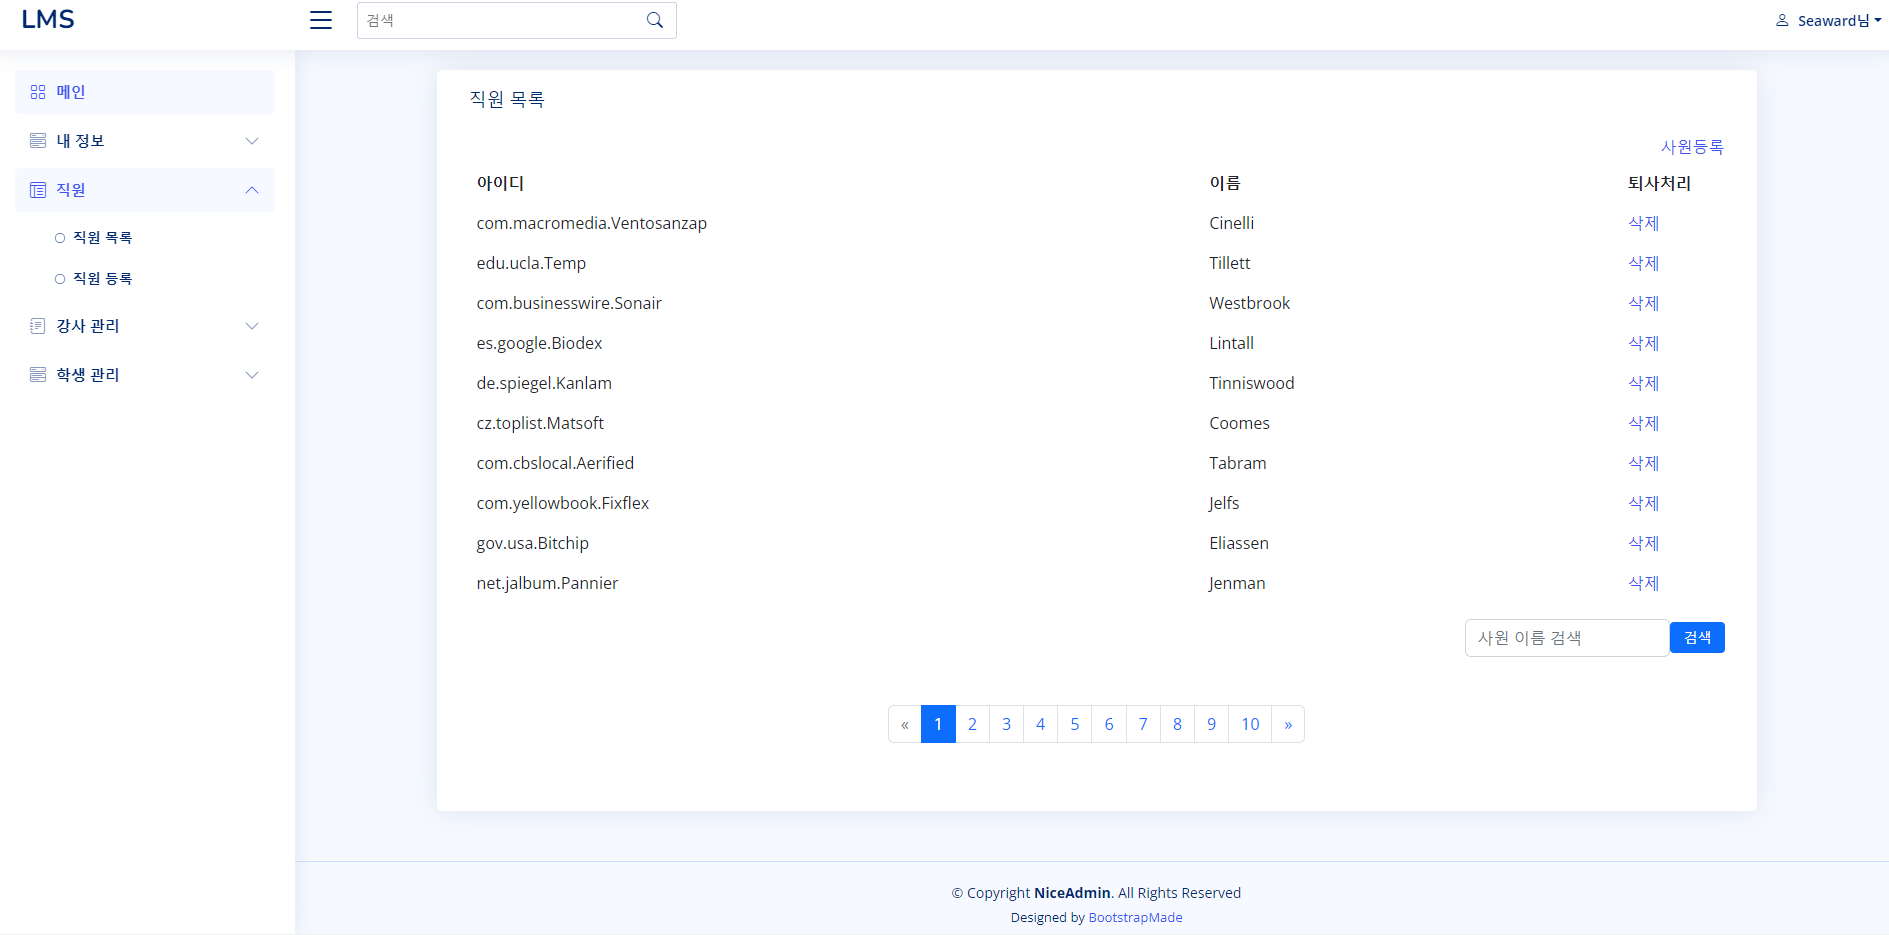 LMS
검색
Seaward님
메인
내 정보
직원
직원 목록
직원 등록
강사 관리
학생 관리
직원 목록
사원등록
아이디 이름 퇴사처리
com.macromedia.Ventosanzap Cinelli 삭제
edu.ucla.Temp Tillett 삭제
com.businesswire.Sonair Westbrook 삭제
es.google.Biodex Lintall 삭제
de.spiegel.Kanlam Tinniswood 삭제
cz.toplist.Matsoft Coomes 삭제
com.cbslocal.Aerified Tabram 삭제
com.yellowbook.Fixflex Jelfs 삭제
gov.usa.Bitchip Eliassen 삭제
net.jalbum.Pannier Jenman 삭제
사원 이름 검색 검색
« 1 2 3 4 5 6 7 8 9 10 »
© Copyright NiceAdmin. All Rights Reserved
Designed by BootstrapMade